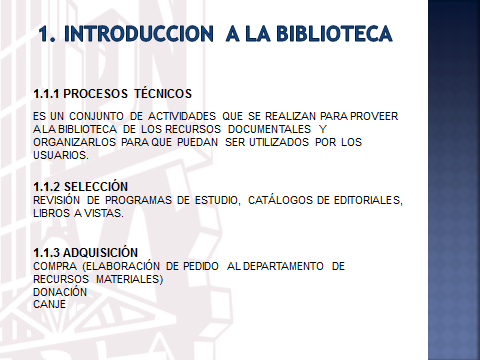 1. INTRODUCCION A LA BIBLIOTECA
1.1.1 PROCESOS TÉCNICOS
ES UN CONJUNTO DE ACTIVIDADES QUE SE REALIZAN PARA PROVEER
A LA BIBLIOTECA DE LOS RECURSOS DOCUMENTALES Y
ORGANIZARLOS PARA QUE PUEDAN SER UTILIZADOS POR LOS
USUARIOS.
1.1.2 SELECCIÓN
REVISIÓN DE PROGRAMAS DE ESTUDIO, CATÁLOGOS DE EDITORIALES,
LIBROS A VISTAS.
1.1.3 ADQUISICIÓN
COMPRA (ELABORACIÓN DE PEDIDO AL DEPARTAMENTO DE
RECURSOS MATERIALES)
DONACIÓN
CANJE